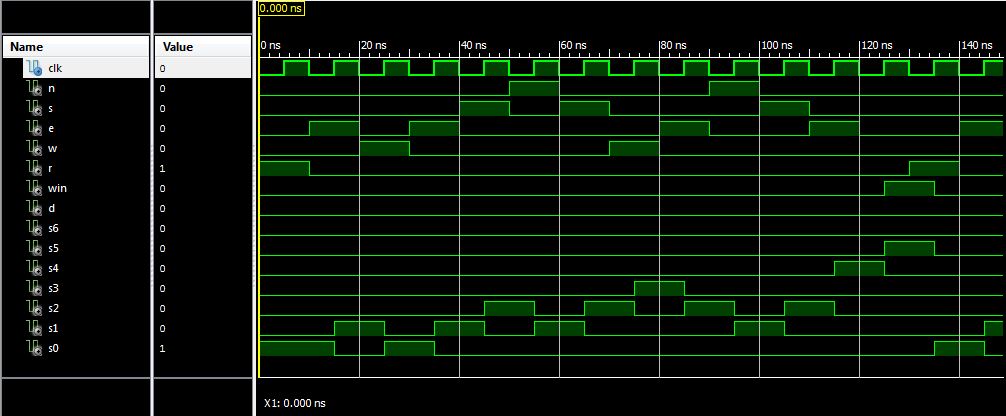 0.000 ns
Name Value
0 ns 20 ns 40 ns 60 ns 80 ns 100 ns 120 ns 140 ns
clk 0
n 0
s 0
e 0
w 0
r 1
win 0
d 0
s6 0
s5 0
s4 0
s3 0
s2 0
s1 0
s0 1
X1: 0.000 ns